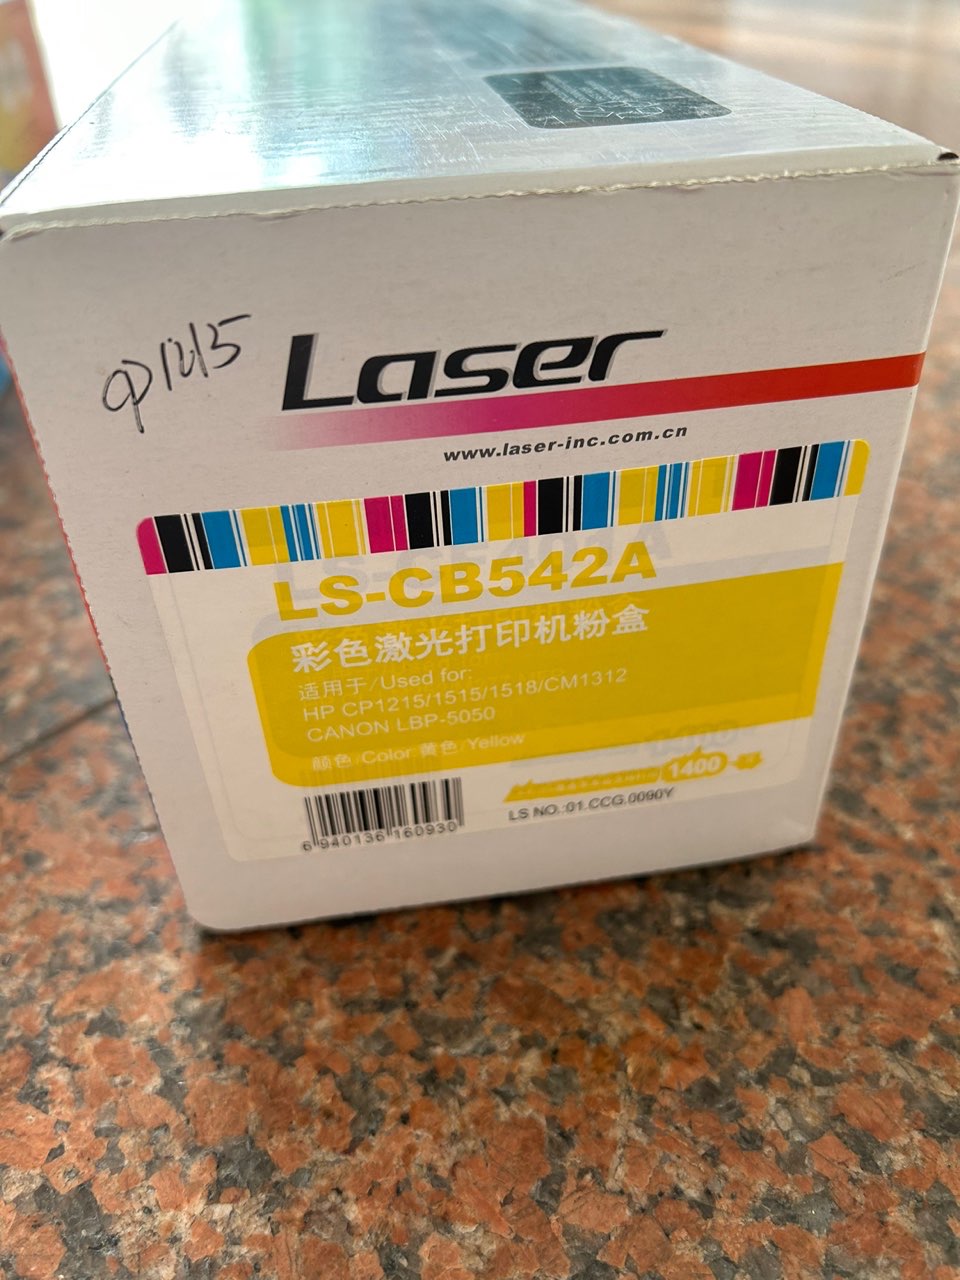 CP1215
Laser
www.laser-inc.com.cn
LS-CB542A
彩色激光打印机粉盒
适用于/Used for:
HP CP1215/1515/1518/CM1312
CANON LBP-5050
颜色/Color 黄色/Yellow
1400
6 940136 160930
LS NO.:01.CCG.0090Y